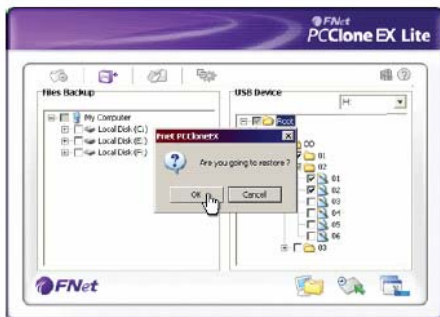 FNet
PCClone EX Lite
Files Backup
USB Device
My Computer
Local Disk (C:)
Local Disk (E:)
Local Disk (F:)
H:
Root
00
01
02
01
02
03
04
05
06
03
Fnet PCCloneEX
Are you going to restore ?
OK
Cancel
FNet